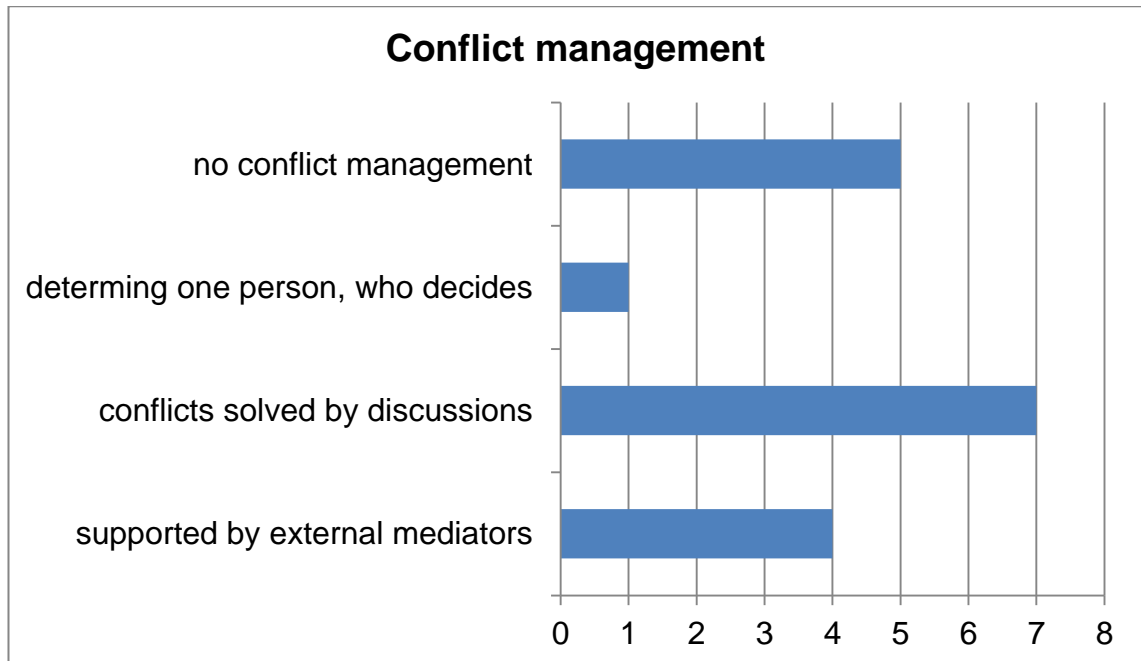 Conflict management
no conflict management
determing one person, who decides
conflicts solved by discussions
supported by external mediators
0 1 2 3 4 5 6 7 8